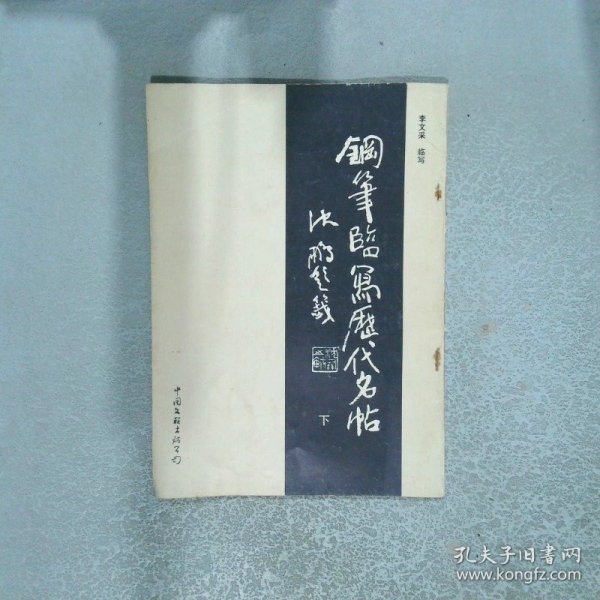 李文采 临写
鋼筆臨寫歷代名帖
下
沈鹏题籤
中国文联出版公司
孔夫子旧书网
www.kongfz.com